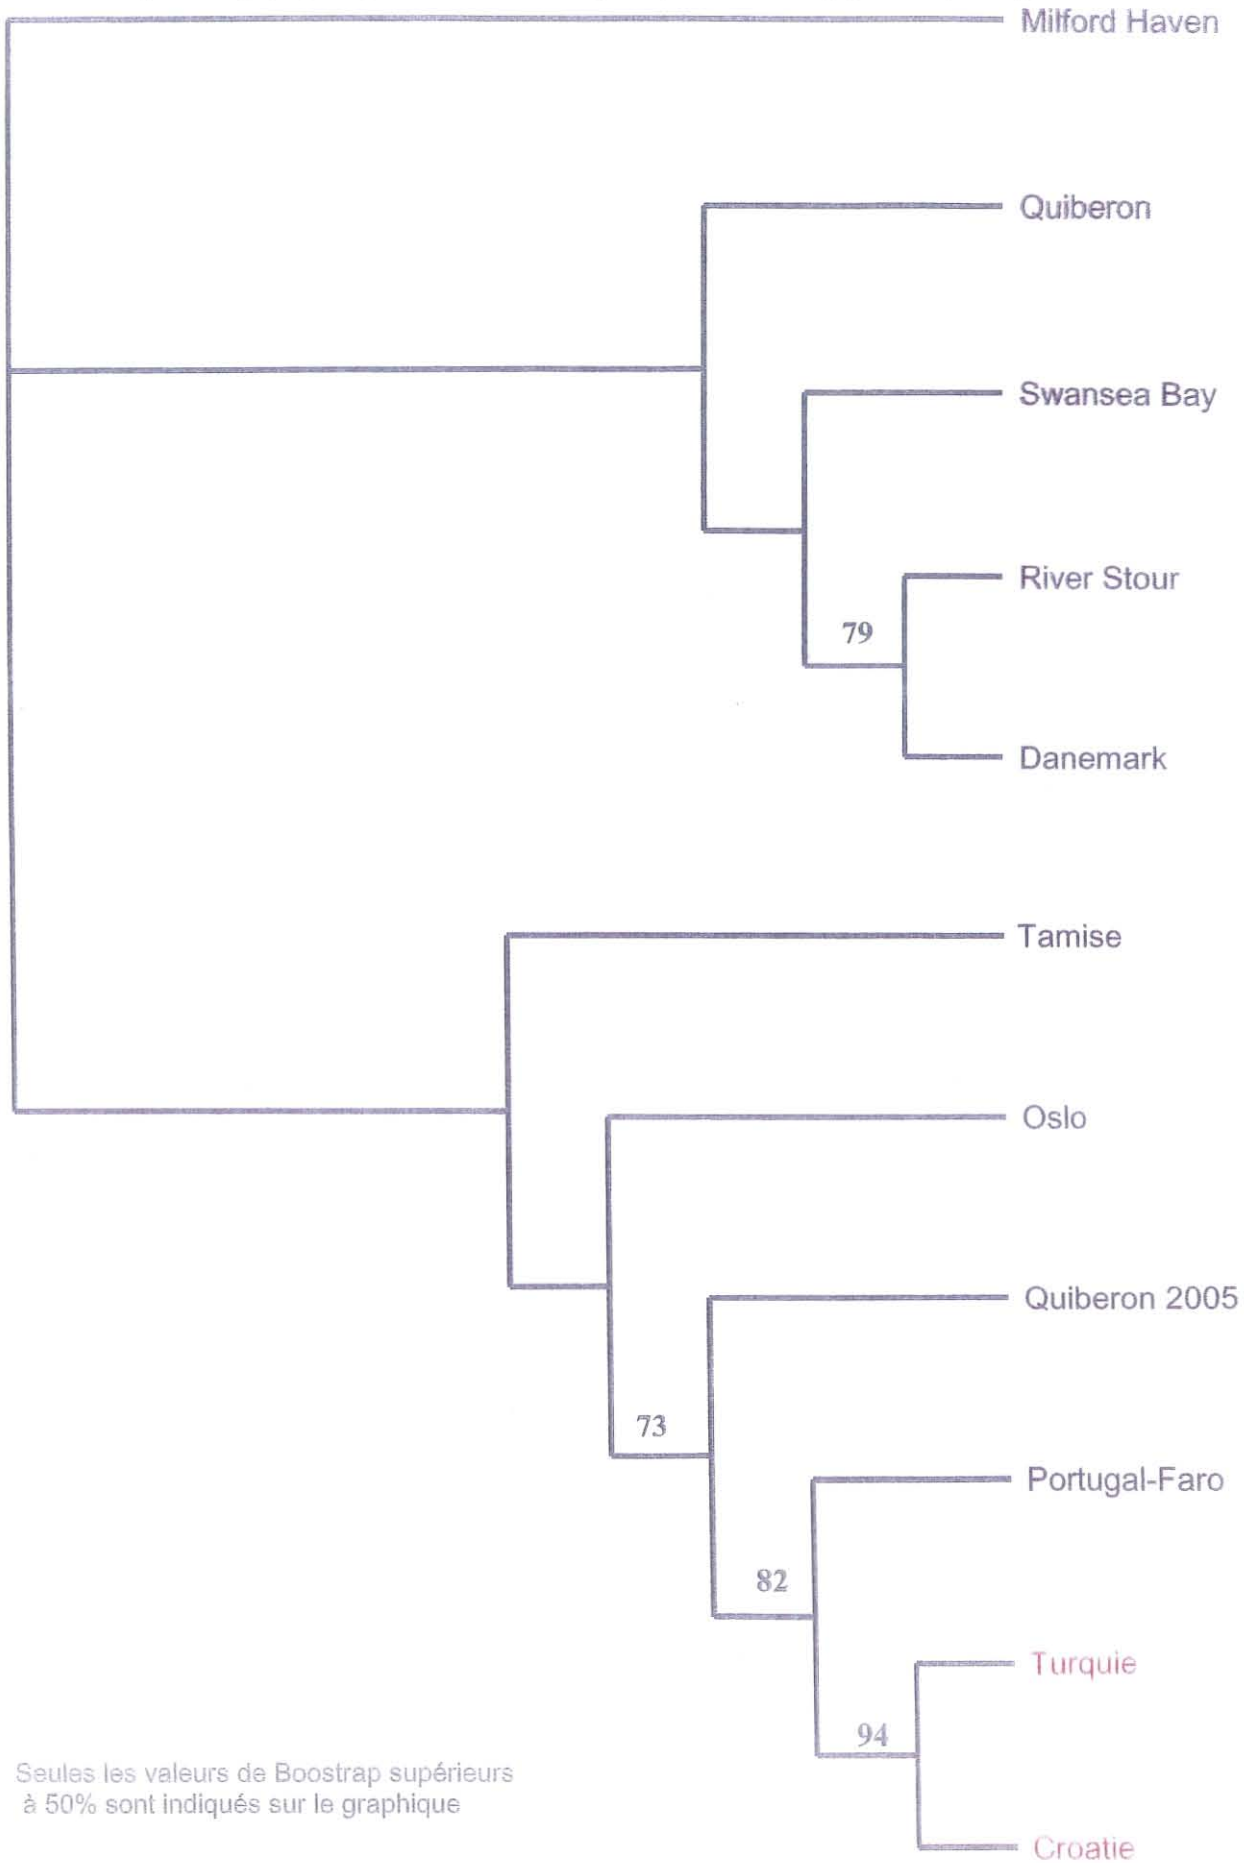 Milford Haven
Quiberon
Swansea Bay
River Stour
79
Danemark
Tamise
Oslo
Quiberon 2005
73
Portugal-Faro
82
Turquie
94
Seules les valeurs de Boostrap supérieurs
à 50% sont indiqués sur le graphique
Croatie